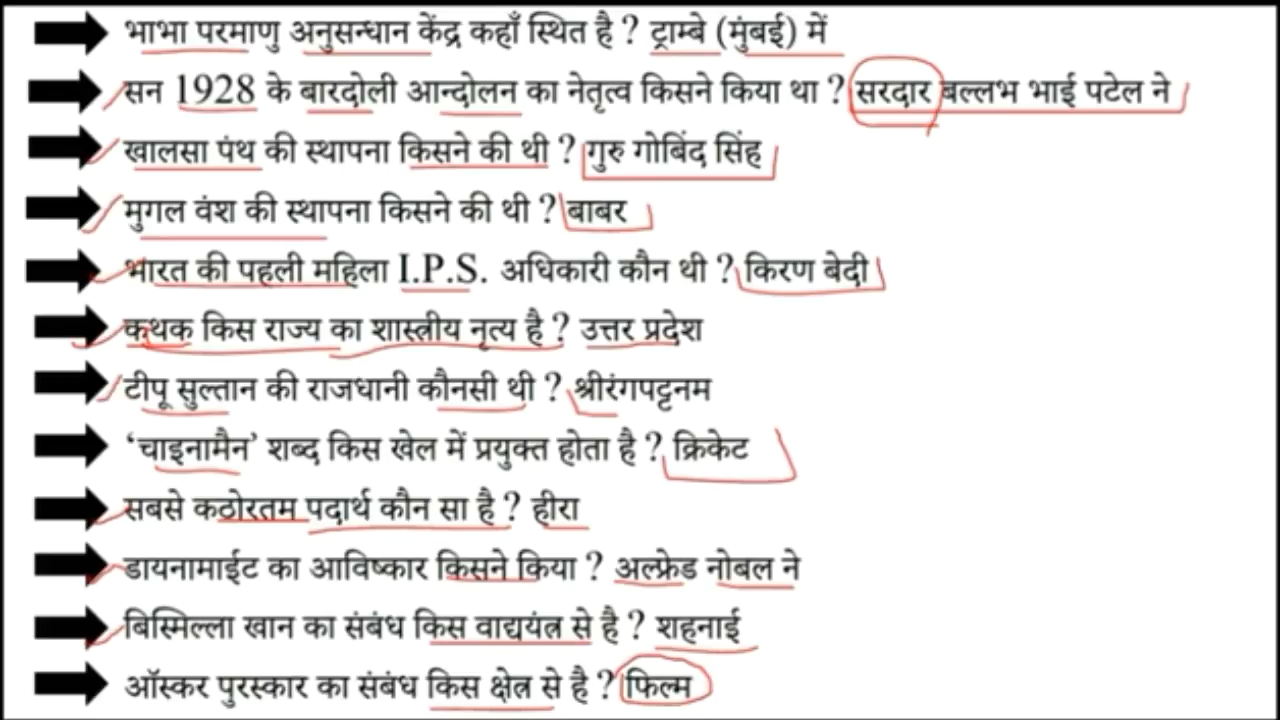 भाभा परमाणु अनुसन्धान केंद्र कहाँ स्थित है ? ट्राम्बे (मुंबई) में
सन 1928 के बारदोली आन्दोलन का नेतृत्व किसने किया था ? सरदार बल्लभ भाई पटेल ने
खालसा पंथ की स्थापना किसने की थी ? गुरु गोबिंद सिंह
मुगल वंश की स्थापना किसने की थी ? बाबर
भारत की पहली महिला I.P.S. अधिकारी कौन थी ? किरण बेदी
कथक किस राज्य का शास्त्रीय नृत्य है ? उत्तर प्रदेश
टीपू सुल्तान की राजधानी कौनसी थी ? श्रीरंगपट्टनम
‘चाइनामैन’ शब्द किस खेल में प्रयुक्त होता है ? क्रिकेट
सबसे कठोरतम पदार्थ कौन सा है ? हीरा
डायनामाईट का आविष्कार किसने किया ? अल्फ्रेड नोबल ने
बिस्मिल्ला खान का संबंध किस वाद्ययंत्र से है ? शहनाई
ऑस्कर पुरस्कार का संबंध किस क्षेत्र से है ? फिल्म